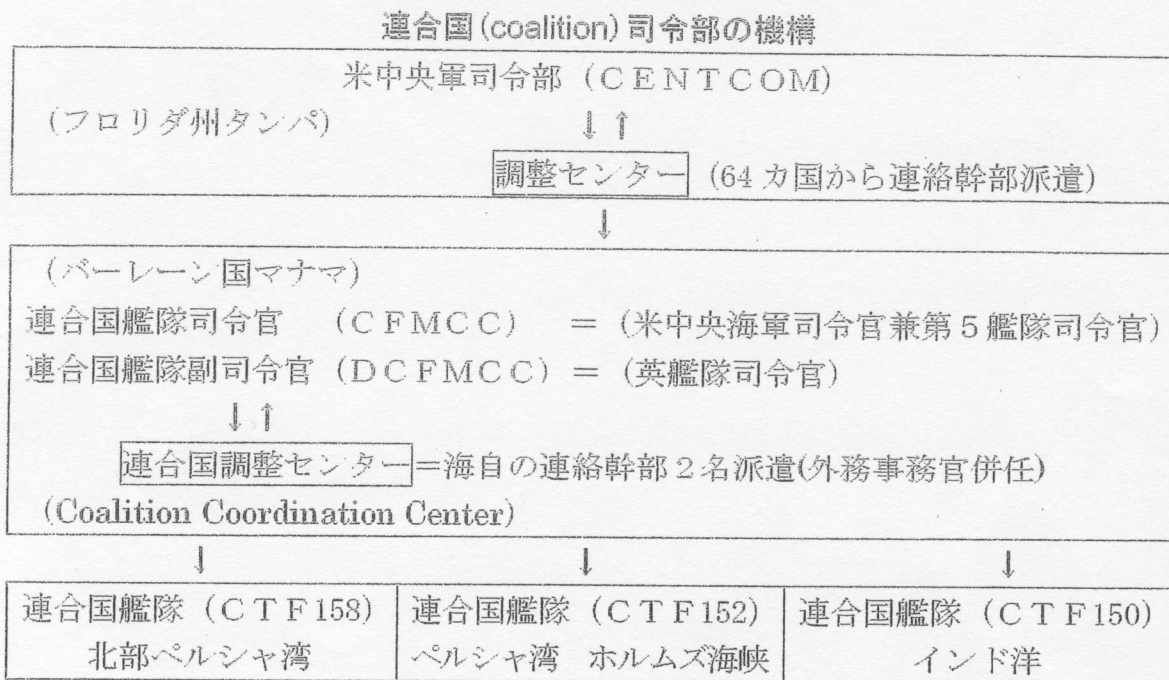 連合国(coalition)司令部の機構
米中央軍司令部（CENTCOM）
(フロリダ州タンパ)
↓ ↑
調整センター (64カ国から連絡幹部派遣)
↓
(バーレーン国マナマ)
連合国艦隊司令官 (CFMCC) ＝ (米中央海軍司令官兼第5艦隊司令官)
連合国艦隊副司令官 (DCFMCC) ＝ (英艦隊司令官)
↓ ↑
連合国調整センター＝海自の連絡幹部2名派遣(外務事務官併任)
(Coalition Coordination Center)
↓ ↓ ↓
連合国艦隊 (CTF158) 連合国艦隊 (CTF152) 連合国艦隊 (CTF150)
北部ペルシャ湾 ペルシャ湾 ホルムズ海峡 インド洋